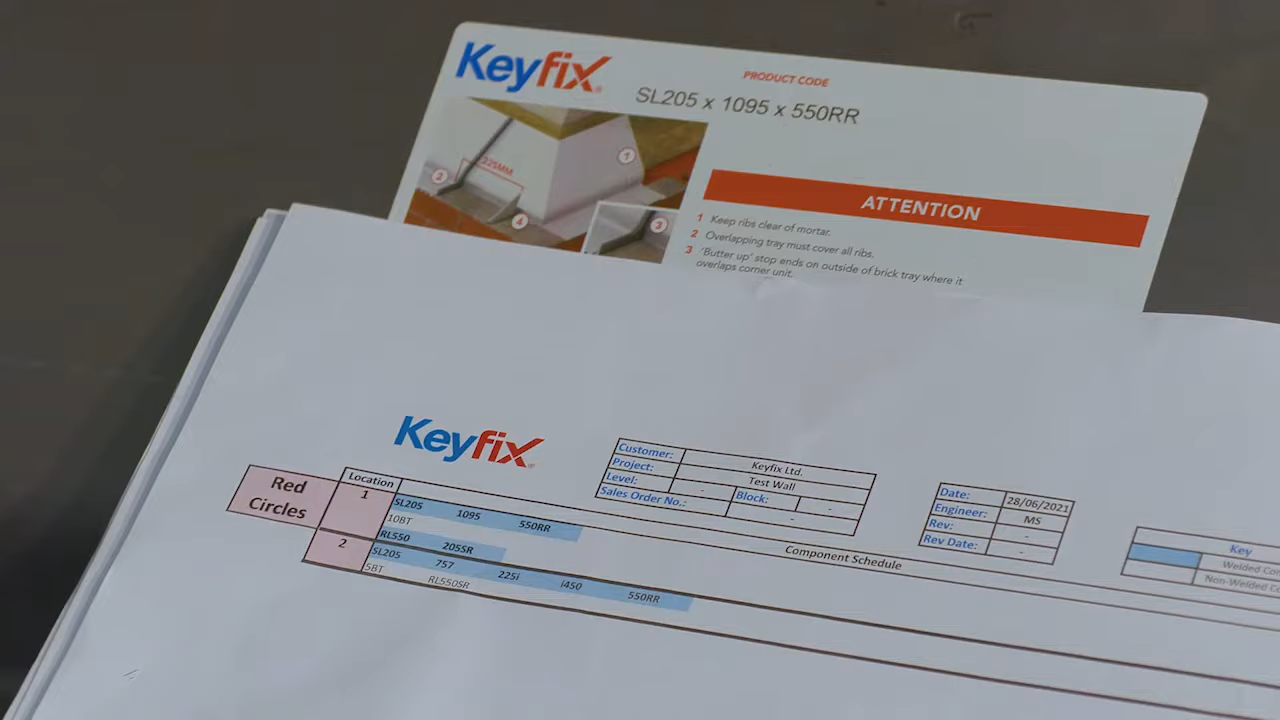 Keyfix
PRODUCT CODE
SL205 x 1095 x 550RR
225MM
1
2
3
4
ATTENTION
1 Keep ribs clear of mortar.
2 Overlapping tray must cover all ribs.
3 'Butter up' stop ends on outside of brick tray where it
overlaps corner unit.
Keyfix
Customer: Keyfix Ltd.
Project: Test Wall
Level: - Block: -
Sales Order No.: -
Date: 28/06/2021
Engineer: MS
Rev: -
Rev Date: -
Key
Welded
Non-Welded
Component Schedule
Red
Circles
Location
1
SL205 1095 550RR
10BT
RL550 205SR
2
SL205 757 225i i450 550RR
5BT RL550SR